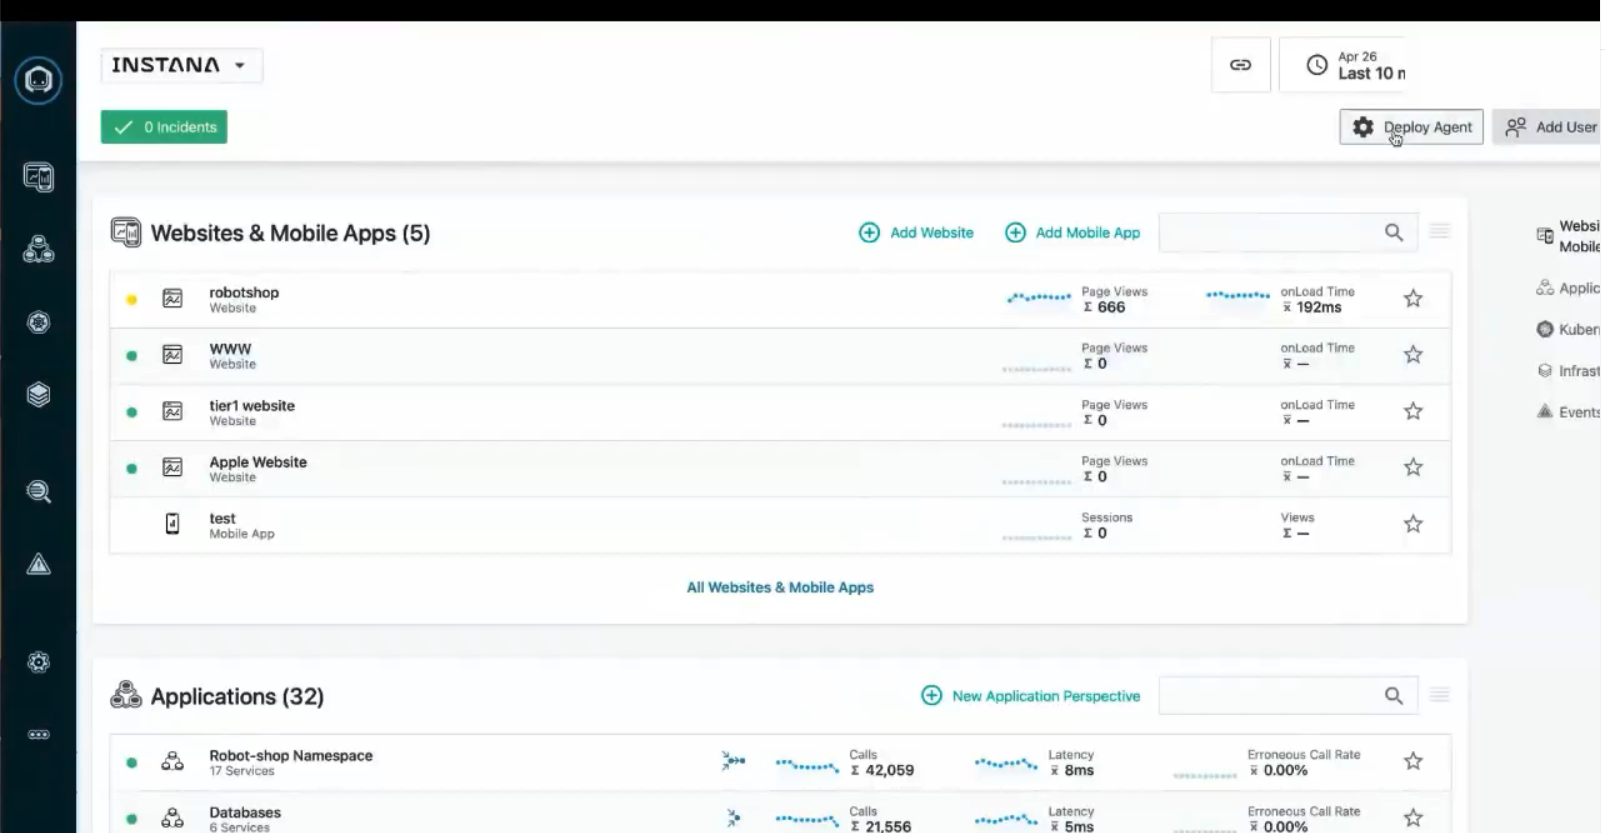 INSTANA
Apr 26
Last 10 m
0 Incidents
Deploy Agent
Add User
Websites & Mobile Apps (5)
Add Website
Add Mobile App
robotshop
Website
Page Views
Σ 666
onLoad Time
x̅ 192ms
WWW
Website
Page Views
Σ 0
onLoad Time
x̅ —
tier1 website
Website
Page Views
Σ 0
onLoad Time
x̅ —
Apple Website
Website
Page Views
Σ 0
onLoad Time
x̅ —
test
Mobile App
Sessions
Σ 0
Views
Σ —
All Websites & Mobile Apps
Websi
Mobile
Applic
Kuber
Infrast
Events
Applications (32)
New Application Perspective
Robot-shop Namespace
17 Services
Calls
Σ 42,059
Latency
x̅ 8ms
Erroneous Call Rate
x̅ 0.00%
Databases
6 Services
Calls
Σ 21,556
Latency
x̅ 5ms
Erroneous Call Rate
x̅ 0.00%